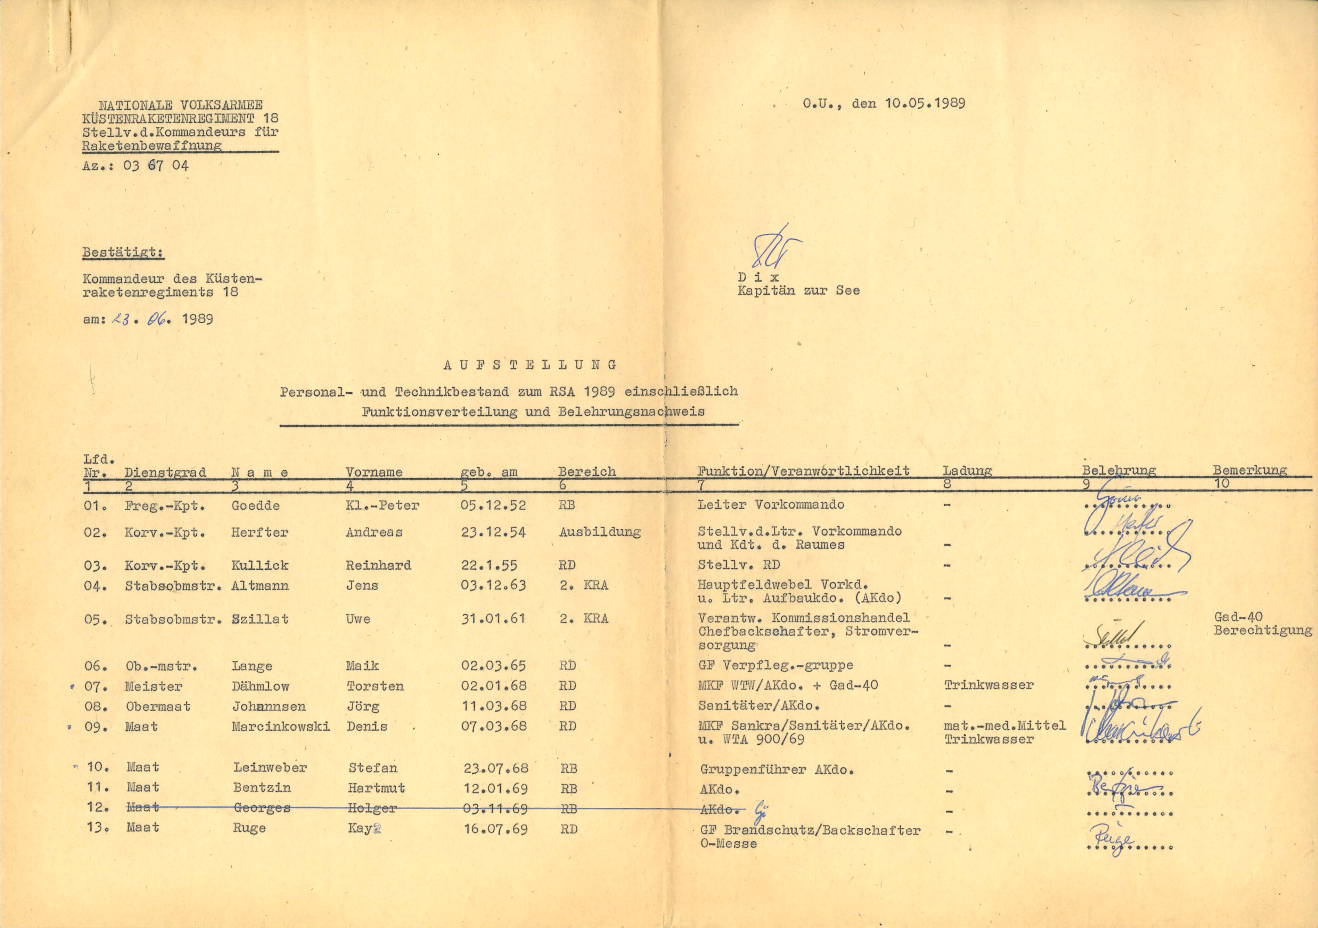 NATIONALE VOLKSARMEE
KÜSTENRAKETENREGIMENT 18
Stellv.d.Kommandeurs für
Raketenbewaffnung
Az.: 03 67 04
O.U., den 10.05.1989
Bestätigt:
Kommandeur des Küsten-
raketenregiments 18
am: 23. 06. 1989
D i x
Kapitän zur See
A U F S T E L L U N G
Personal- und Technikbestand zum RSA 1989 einschließlich
Funktionsverteilung und Belehrungsnachweis
Lfd.
Nr. Dienstgrad N a m e Vorname geb. am Bereich Funktion/Veranwortlichkeit Ladung Belehrung Bemerkung
1 2 3 4 5 6 7 8 9 10
01. Freg.-Kpt. Goedde Kl.-Peter 05.12.52 RB Leiter Vorkommando -
02. Korv.-Kpt. Herfter Andreas 23.12.54 Ausbildung Stellv.d.Ltr. Vorkommando
und Kdt. d. Raumes -
03. Korv.-Kpt. Kullick Reinhard 22.1.55 RD Stellv. RD -
04. Stabsobmstr. Altmann Jens 03.12.63 2. KRA Hauptfeldwebel Vorkd.
u. Ltr. Aufbaukdo. (AKdo) -
05. Stabsobmstr. Szillat Uwe 31.01.61 2. KRA Verantw. Kommissionshandel Gad-40
Chefbackschafter, Stromver- Berechtigung
sorgung -
06. Ob.-mstr. Lange Maik 02.03.65 RD GF Verpfleg.-gruppe -
07. Meister Dähmlow Torsten 02.01.68 RD MKF WTW/AKdo. + Gad-40 Trinkwasser
08. Obermaat Johannsen Jörg 11.03.68 RD Sanitäter/AKdo. -
09. Maat Marcinkowski Denis 07.03.68 RD MKF Sankra/Sanitäter/AKdo. mat.-med.Mittel
u. WTA 900/69 Trinkwasser
10. Maat Leinweber Stefan 23.07.68 RB Gruppenführer AKdo. -
11. Maat Bentzin Hartmut 12.01.69 RB AKdo. -
12. Maat Georges Holger 03.11.69 RB AKdo. -
13. Maat Ruge Kay 16.07.69 RD GF Brandschutz/Backschafter - Ruge
O-Messe